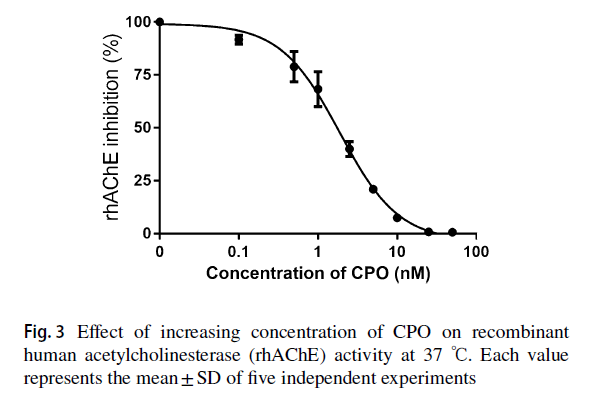 rhAChE inhibition (%)
100
75
50
25
0
0 0.1 1 10 100
Concentration of CPO (nM)
Fig. 3 Effect of increasing concentration of CPO on recombinant
human acetylcholinesterase (rhAChE) activity at 37 ℃. Each value
represents the mean ± SD of five independent experiments